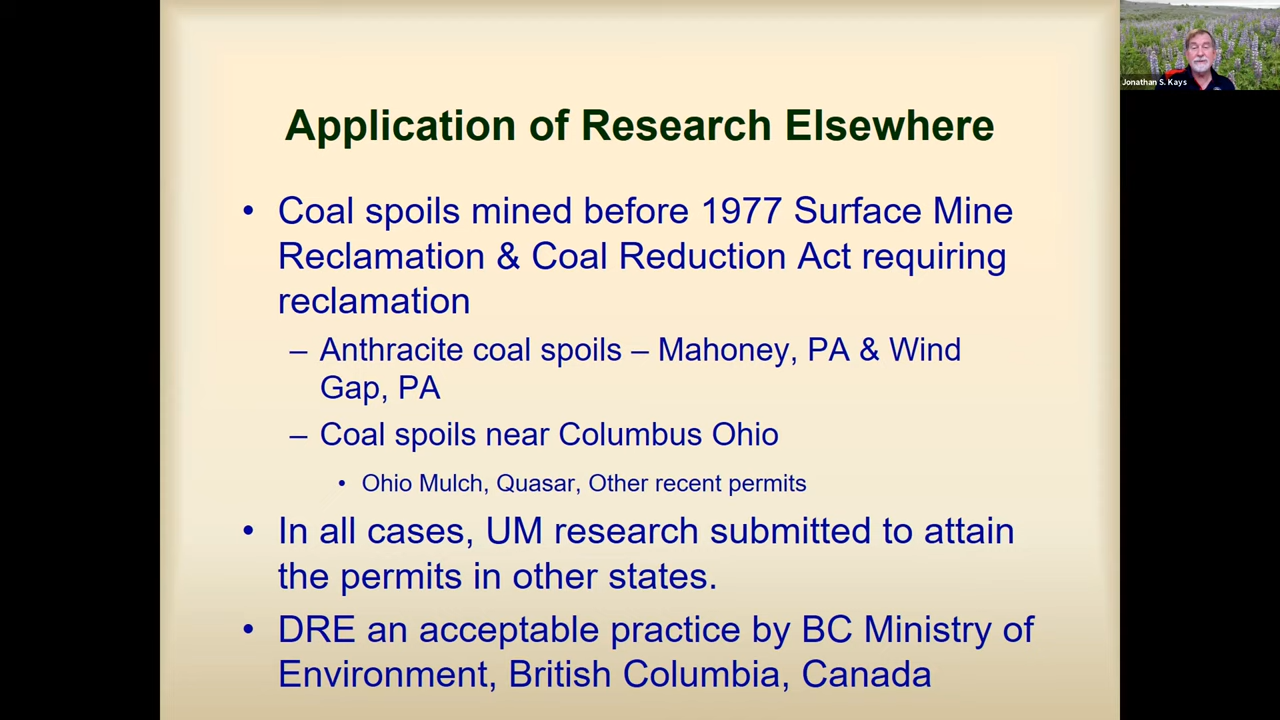 Application of Research Elsewhere
• Coal spoils mined before 1977 Surface Mine
Reclamation & Coal Reduction Act requiring
reclamation
– Anthracite coal spoils – Mahoney, PA & Wind
Gap, PA
– Coal spoils near Columbus Ohio
• Ohio Mulch, Quasar, Other recent permits
• In all cases, UM research submitted to attain
the permits in other states.
• DRE an acceptable practice by BC Ministry of
Environment, British Columbia, Canada
Jonathan S. Kays